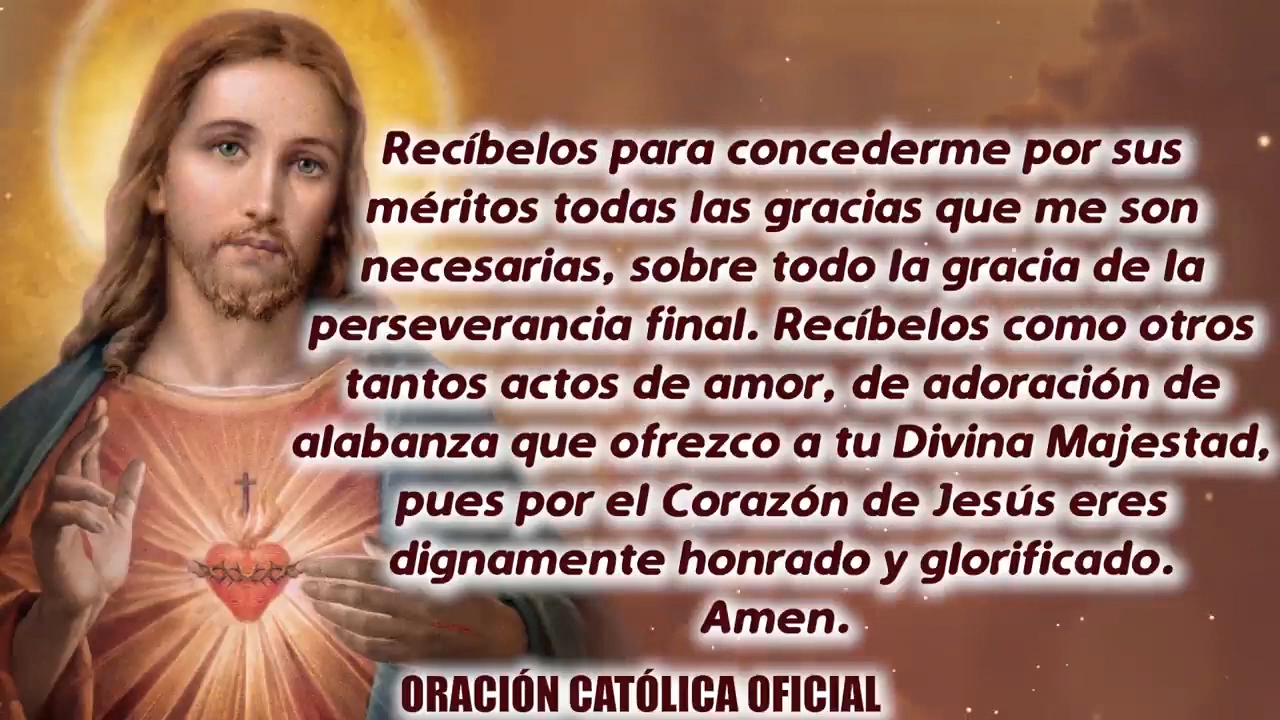 Recíbelos para concederme por sus
méritos todas las gracias que me son
necesarias, sobre todo la gracia de la
perseverancia final. Recíbelos como otros
tantos actos de amor, de adoración de
alabanza que ofrezco a tu Divina Majestad,
pues por el Corazón de Jesús eres
dignamente honrado y glorificado.
Amen.
ORACIÓN CATÓLICA OFICIAL